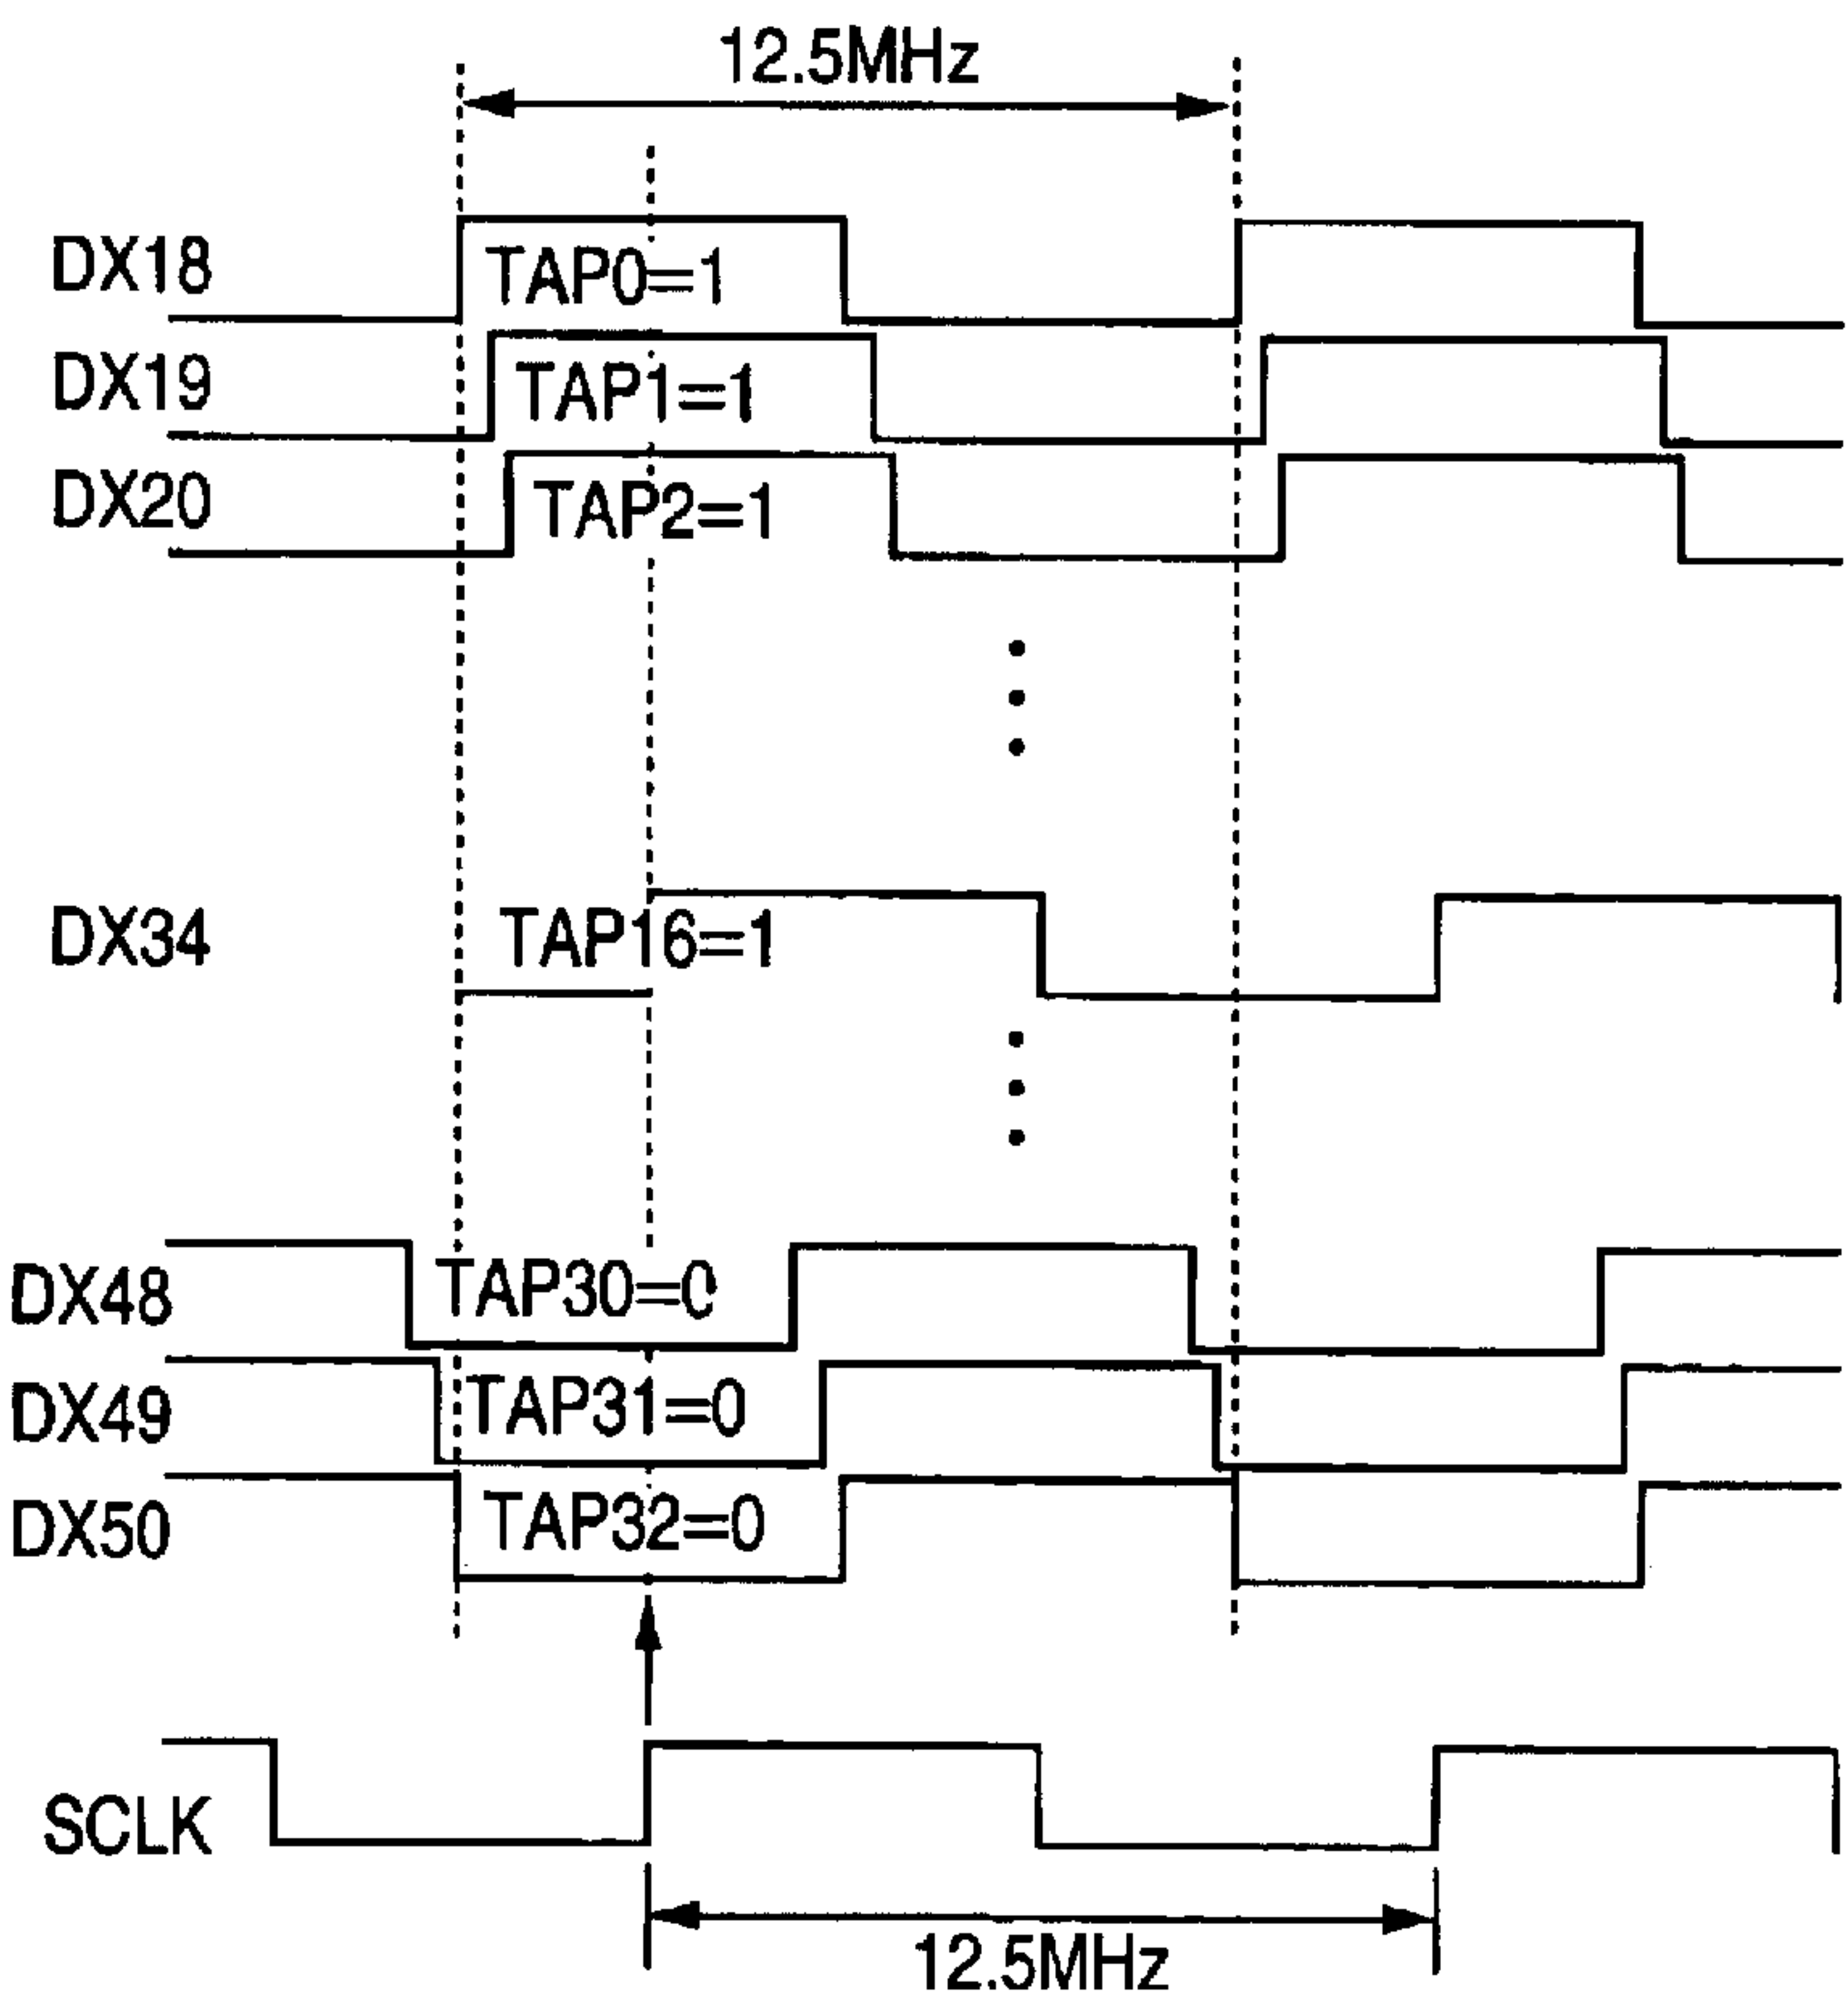 12.5MHz
DX18 TAP0=1
DX19 TAP1=1
DX20 TAP2=1
DX34 TAP16=1
DX48 TAP30=0
DX49 TAP31=0
DX50 TAP32=0
SCLK
12.5MHz